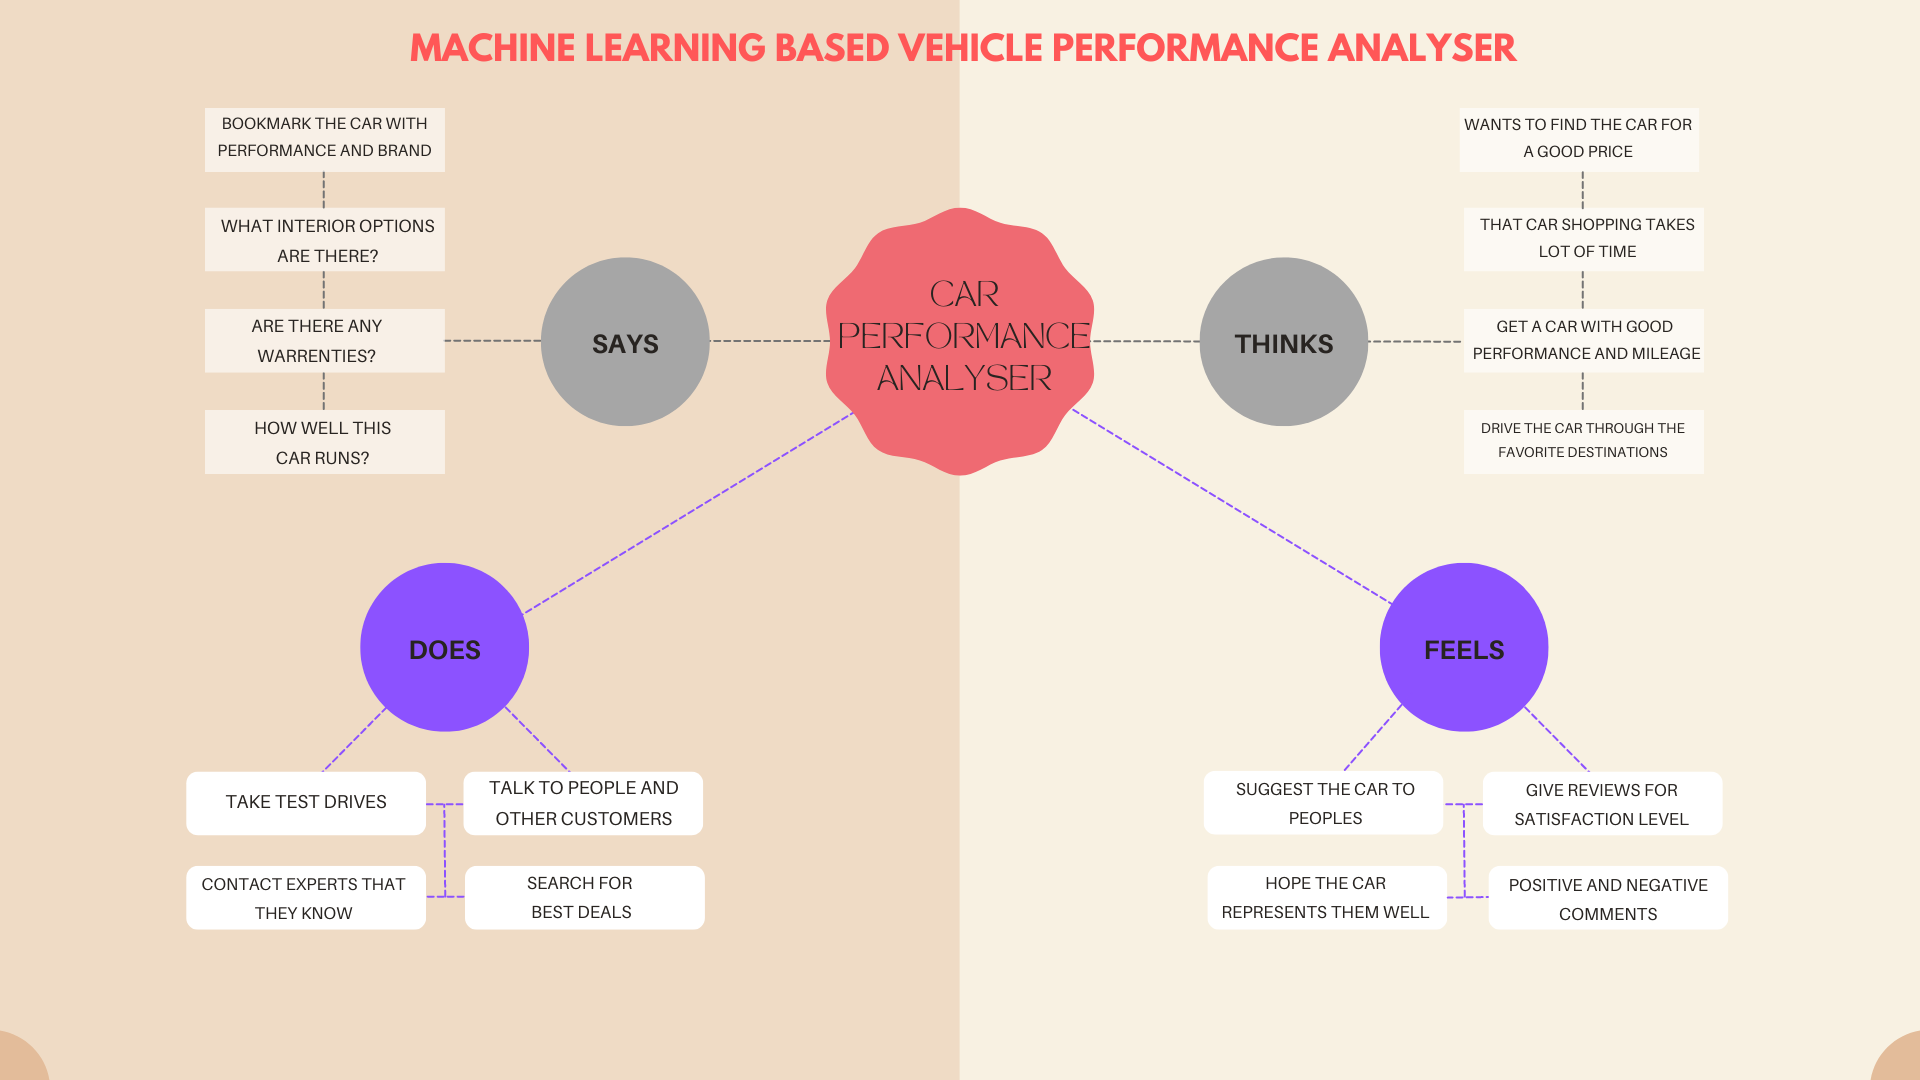 MACHINE LEARNING BASED VEHICLE PERFORMANCE ANALYSER
BOOKMARK THE CAR WITH
PERFORMANCE AND BRAND
WHAT INTERIOR OPTIONS
ARE THERE?
ARE THERE ANY
WARRENTIES?
HOW WELL THIS
CAR RUNS?
SAYS
CAR
PERFORMANCE
ANALYSER
THINKS
WANTS TO FIND THE CAR FOR
A GOOD PRICE
THAT CAR SHOPPING TAKES
LOT OF TIME
GET A CAR WITH GOOD
PERFORMANCE AND MILEAGE
DRIVE THE CAR THROUGH THE
FAVORITE DESTINATIONS
DOES
TAKE TEST DRIVES
TALK TO PEOPLE AND
OTHER CUSTOMERS
CONTACT EXPERTS THAT
THEY KNOW
SEARCH FOR
BEST DEALS
FEELS
SUGGEST THE CAR TO
PEOPLES
GIVE REVIEWS FOR
SATISFACTION LEVEL
HOPE THE CAR
REPRESENTS THEM WELL
POSITIVE AND NEGATIVE
COMMENTS